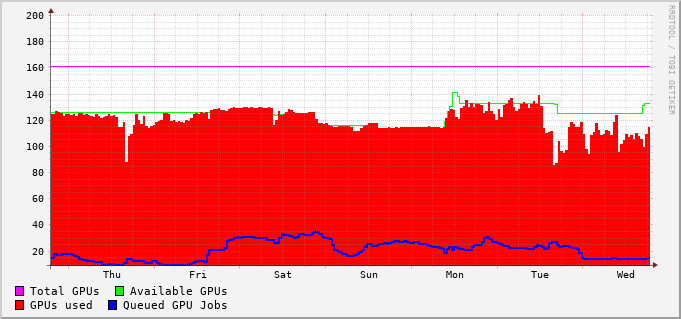 200
180
160
140
120
100
80
60
40
20
Thu Fri Sat Sun Mon Tue Wed
RRDTOOL / TOBI OETIKER
Total GPUs Available GPUs
GPUs used Queued GPU Jobs